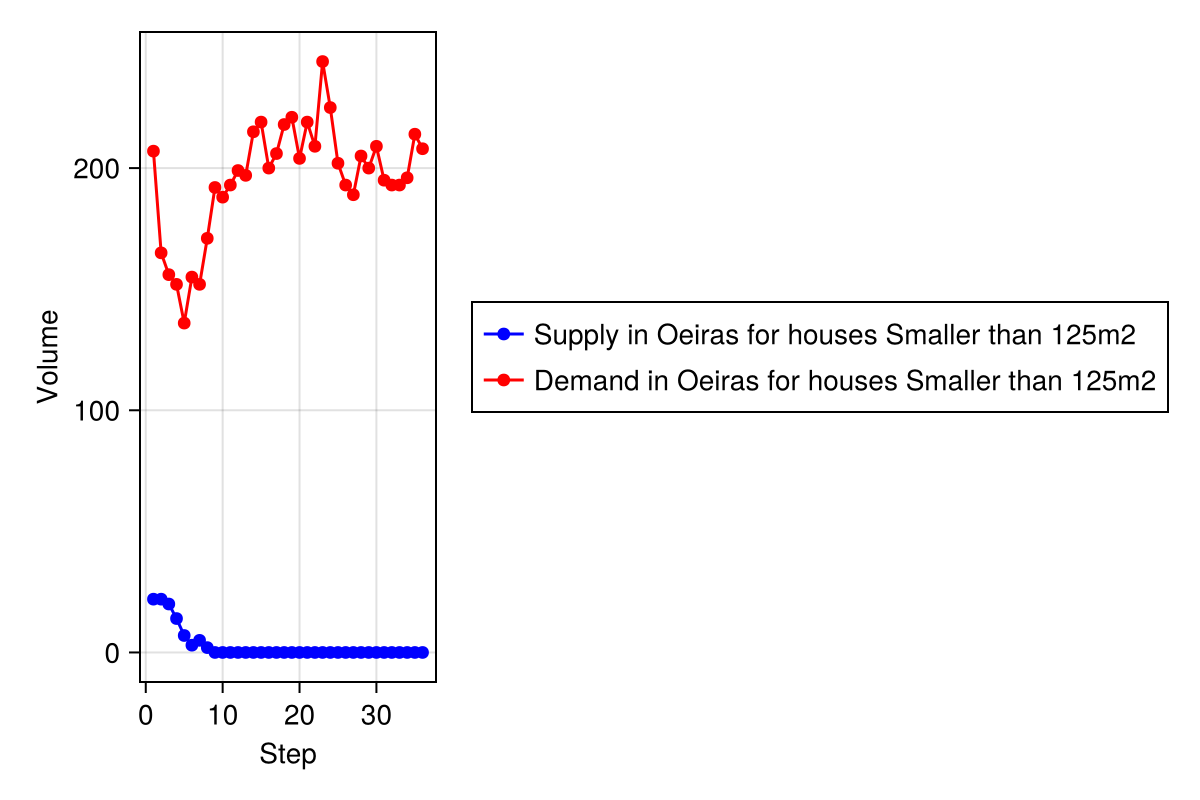 Volume
200
100
0
0 10 20 30
Step
Supply in Oeiras for houses Smaller than 125m2
Demand in Oeiras for houses Smaller than 125m2